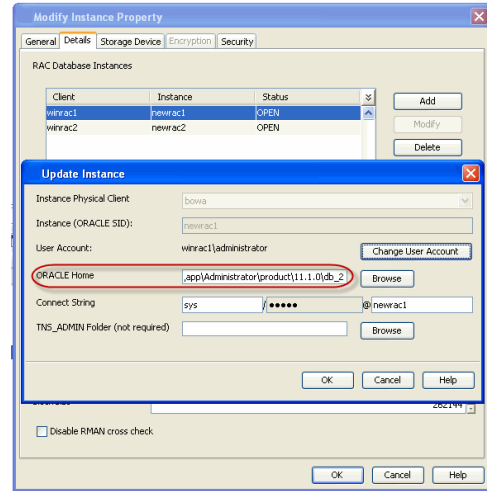 Modify Instance Property
General Details Storage Device Encryption Security
RAC Database Instances
Client Instance Status
Add
winrac1 newrac1 OPEN
winrac2 newrac2 OPEN
Modify
Delete
Update Instance
Instance Physical Client bowa
Instance (ORACLE SID): newrac1
User Account: winrac1\administrator Change User Account
ORACLE Home app\Administrator\product\11.1.0\db_2 Browse
Connect String sys / ●●●●● @ newrac1
TNS_ADMIN Folder (not required) Browse
OK Cancel Help
262144
Disable RMAN cross check
OK Cancel Help